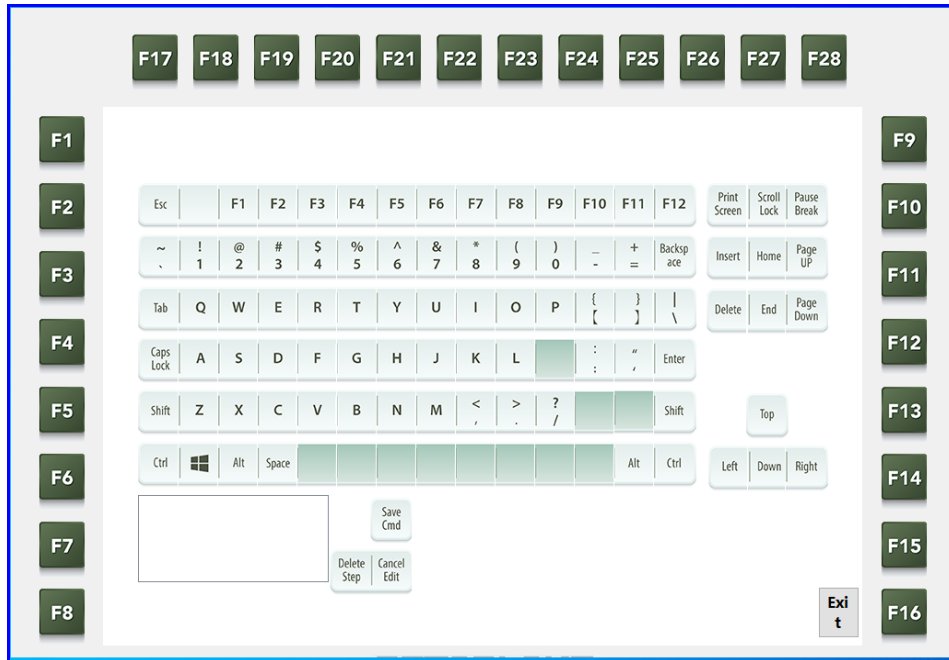 F17 F18 F19 F20 F21 F22 F23 F24 F25 F26 F27 F28
F1
F2
F3
F4
F5
F6
F7
F8
Esc F1 F2 F3 F4 F5 F6 F7 F8 F9 F10 F11 F12
~ ! @ # $ % ^ & * ( ) _ + Backsp
ˋ 1 2 3 4 5 6 7 8 9 0 - = ace
{ } |
Tab Q W E R T Y U I O P 【 】 \
Caps : "
Lock A S D F G H J K L : , Enter
< > ?
Shift Z X C V B N M , . / Shift
Ctrl Alt Space Alt Ctrl
Print Scroll Pause
Screen Lock Break
Insert Home Page
UP
Delete End Page
Down
Top
Left Down Right
Save
Cmd
Delete Cancel
Step Edit
Exi
t
F9
F10
F11
F12
F13
F14
F15
F16